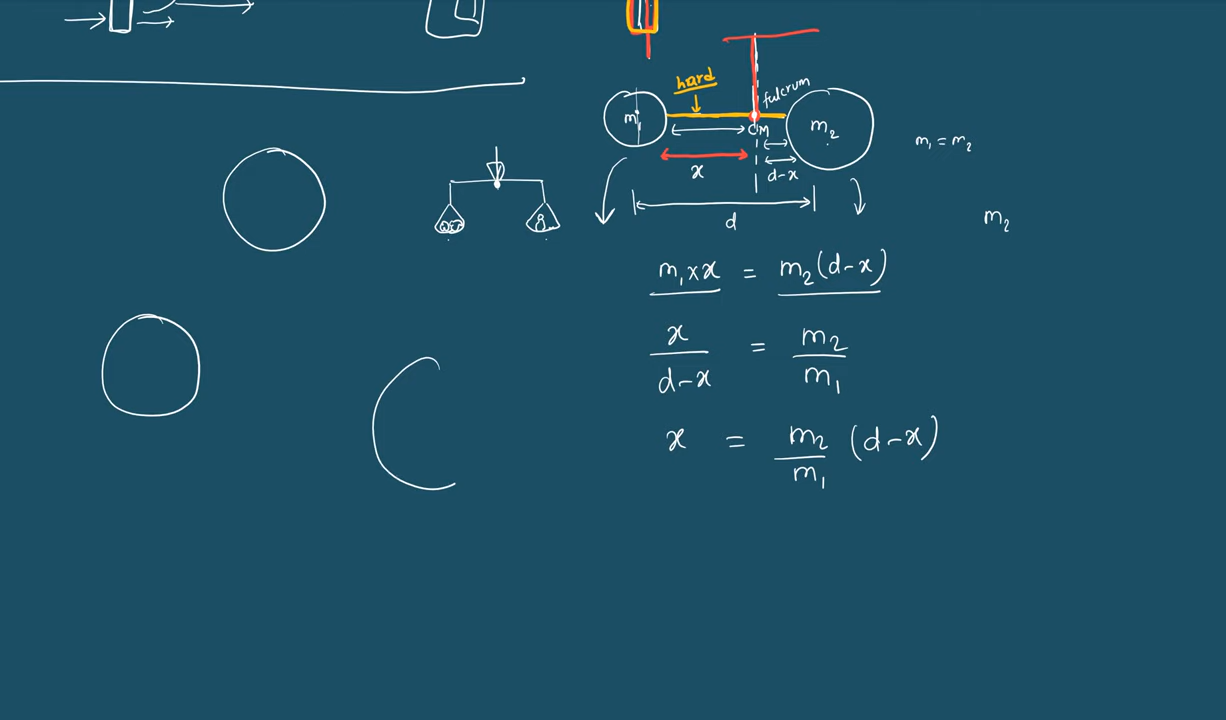 hard
fulcrum
m₁
CM
m₂
m₁ = m₂
x
d-x
d
m₂
m₁ × x = m₂(d-x)
x/(d-x) = m₂/m₁
x = m₂/m₁ (d-x)